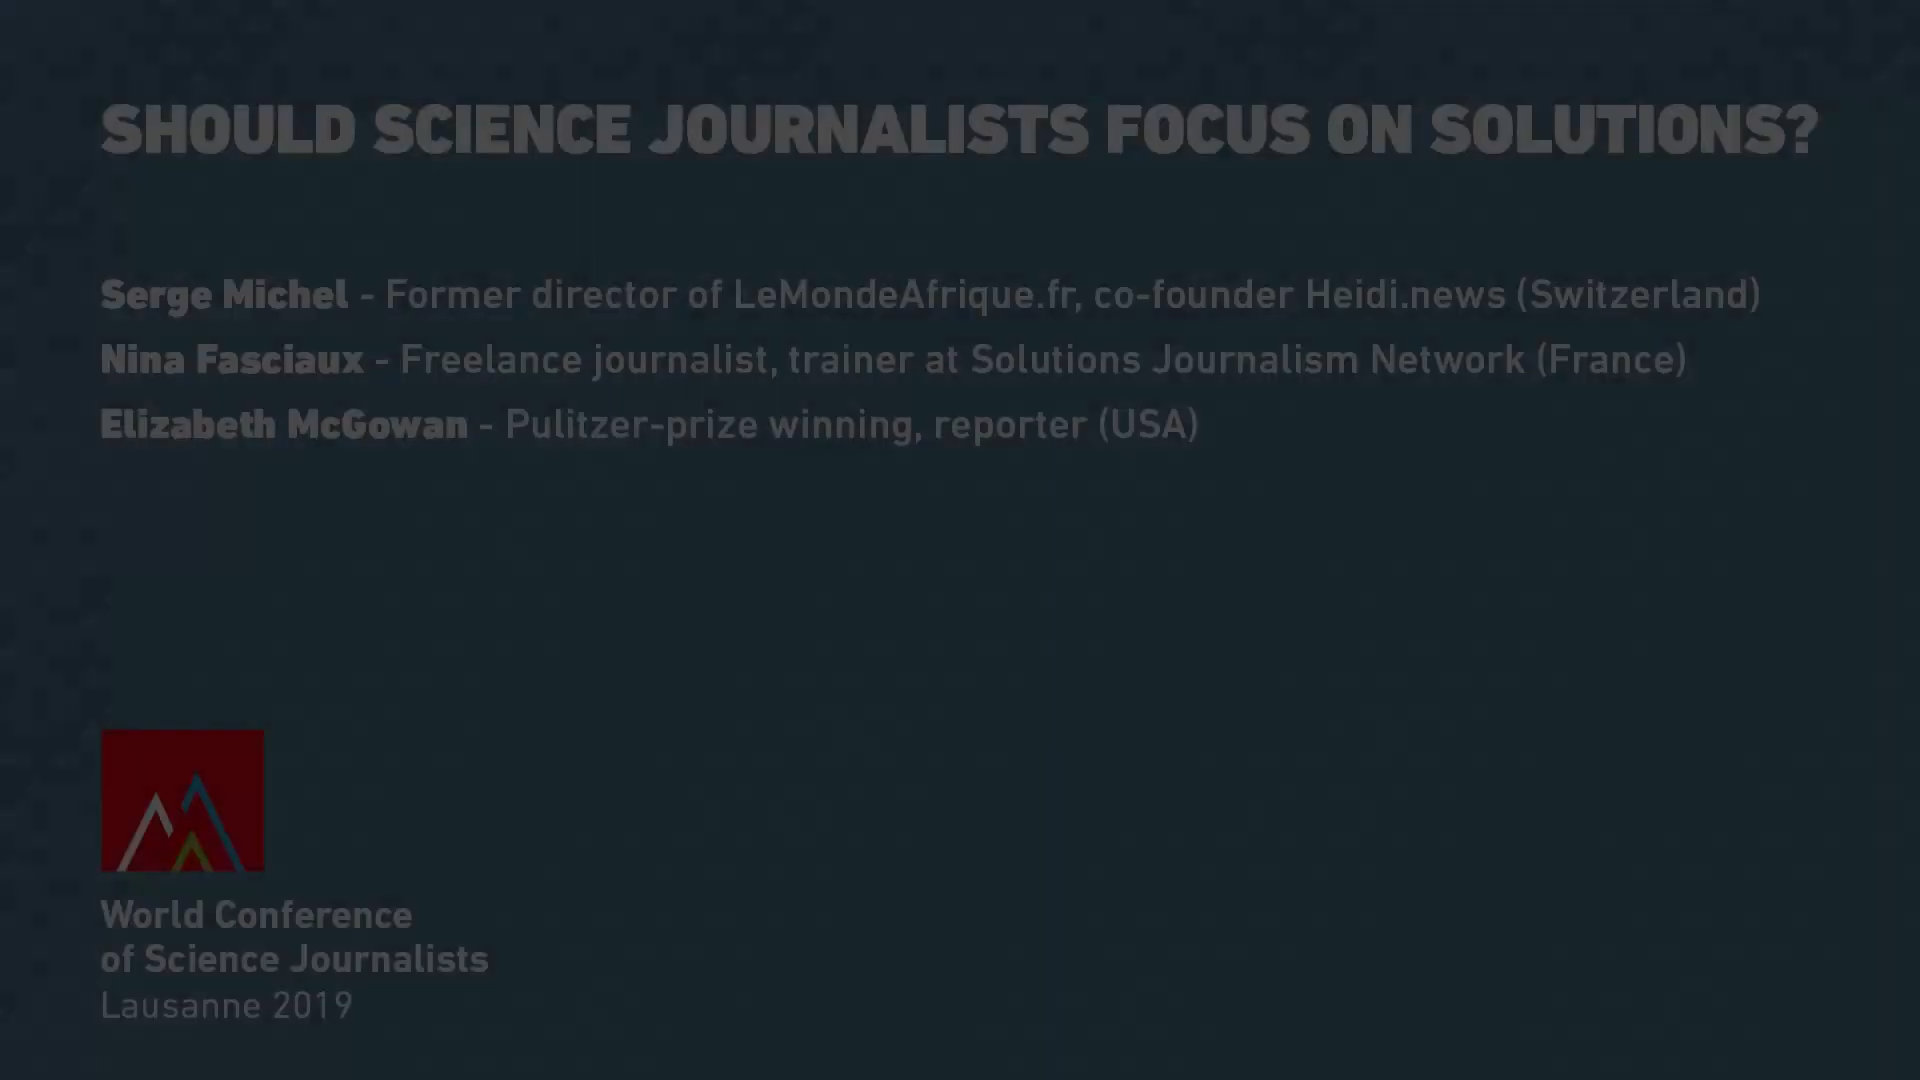 SHOULD SCIENCE JOURNALISTS FOCUS ON SOLUTIONS?
Serge Michel - Former director of LeMondeAfrique.fr, co-founder Heidi.news (Switzerland)
Nina Fasciaux - Freelance journalist, trainer at Solutions Journalism Network (France)
Elizabeth McGowan - Pulitzer-prize winning, reporter (USA)
World Conference
of Science Journalists
Lausanne 2019